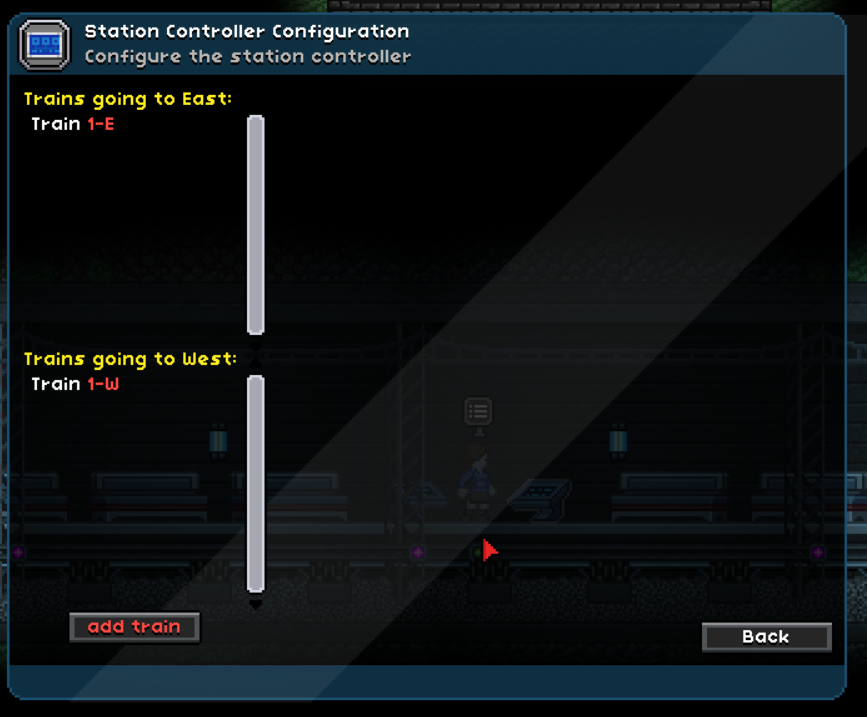 Station Controller Configuration
Configure the station controller
Trains going to East:
Train 1-E
Trains going to West:
Train 1-W
add train
Back